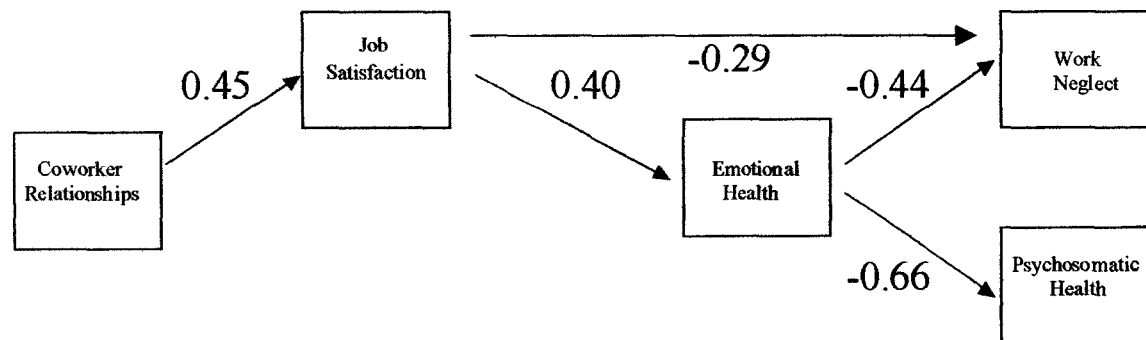 Job
Satisfaction
-0.29
Work
Neglect
0.45
0.40
-0.44
Coworker
Relationships
Emotional
Health
-0.66
Psychosomatic
Health